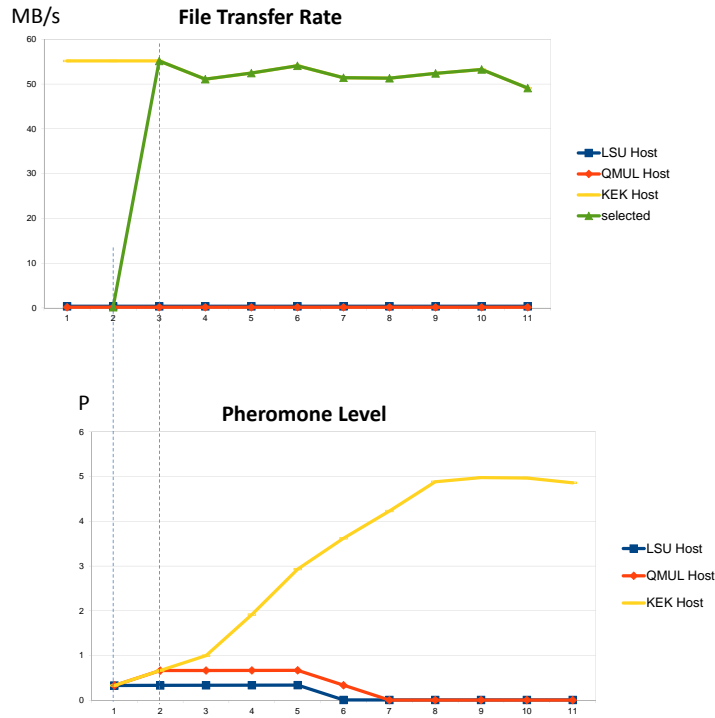 MB/s
File Transfer Rate
60
50
40
30
20
10
0
1 2 3 4 5 6 7 8 9 10 11
LSU Host
QMUL Host
KEK Host
selected
P
Pheromone Level
6
5
4
3
2
1
0
1 2 3 4 5 6 7 8 9 10 11
LSU Host
QMUL Host
KEK Host